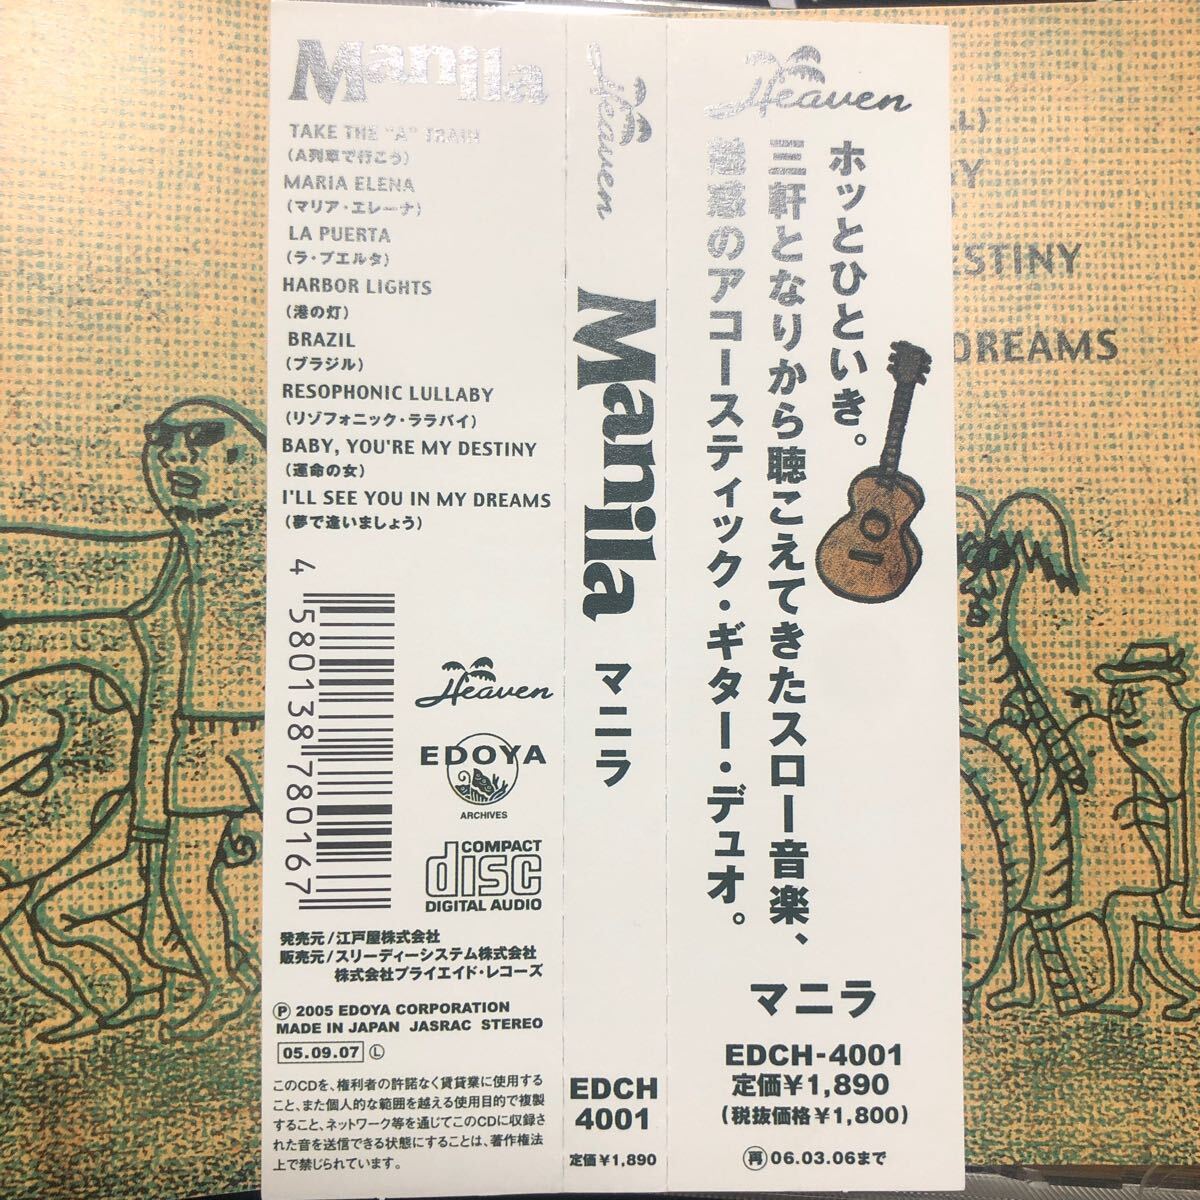 Manila
TAKE THE "A" TRAIN
(A列車で行こう)
MARIA ELENA
(マリア・エレーナ)
LA PUERTA
(ラ・プエルタ)
HARBOR LIGHTS
(港の灯)
BRAZIL
(ブラジル)
RESOPHONIC LULLABY
(リゾフォニック・ララバイ)
BABY, YOU'RE MY DESTINY
(運命の女)
I'LL SEE YOU IN MY DREAMS
(夢で逢いましょう)
4 580138 780167
Heaven
EDOYA
ARCHIVES
COMPACT
disc
DIGITAL AUDIO
発売元/江戸屋株式会社
販売元/スリーディーシステム株式会社
株式会社ブライエイド・レコーズ
Ⓟ 2005 EDOYA CORPORATION
MADE IN JAPAN JASRAC STEREO
05.09.07 Ⓛ
このCDを、権利者の許諾なく賃貸業に使用する
こと、また個人的な範囲を越える使用目的で複製
すること、ネットワーク等を通じてこのCDに収録さ
れた音を送信できる状態にすることは、著作権法
上で禁じられています。
Heaven
Manila
マニラ
EDCH
4001
定価¥1,890
Heaven
ホッとひといき。
三軒となりから聴こえてきたスロー音楽、
魅惑のアコースティック・ギター・デュオ。
マニラ
EDCH-4001
定価¥1,890
(税抜価格¥1,800)
㊢06.03.06まで
ESTINY
DREAMS